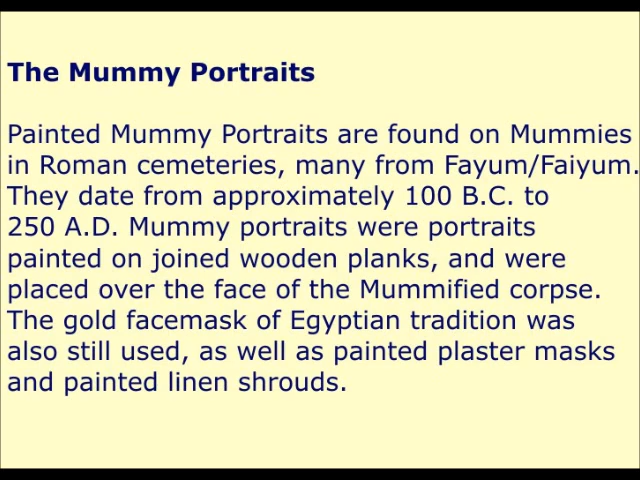 The Mummy Portraits
Painted Mummy Portraits are found on Mummies
in Roman cemeteries, many from Fayum/Faiyum.
They date from approximately 100 B.C. to
250 A.D. Mummy portraits were portraits
painted on joined wooden planks, and were
placed over the face of the Mummified corpse.
The gold facemask of Egyptian tradition was
also still used, as well as painted plaster masks
and painted linen shrouds.